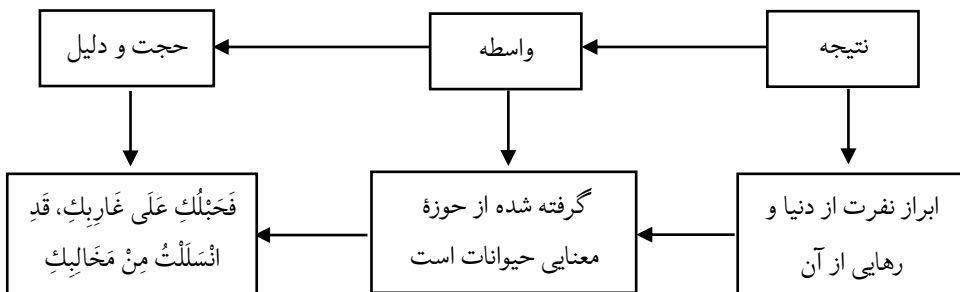 نتیجه
واسطه
حجت و دلیل
ابراز نفرت از دنیا و
رهایی از آن
گرفته شده از حوزهٔ
معنایی حیوانات است
فَحَبْلُكِ عَلَى غَارِبِكِ، قَدِ
انْسَلَلْتُ مِنْ مَخَالِبِكِ